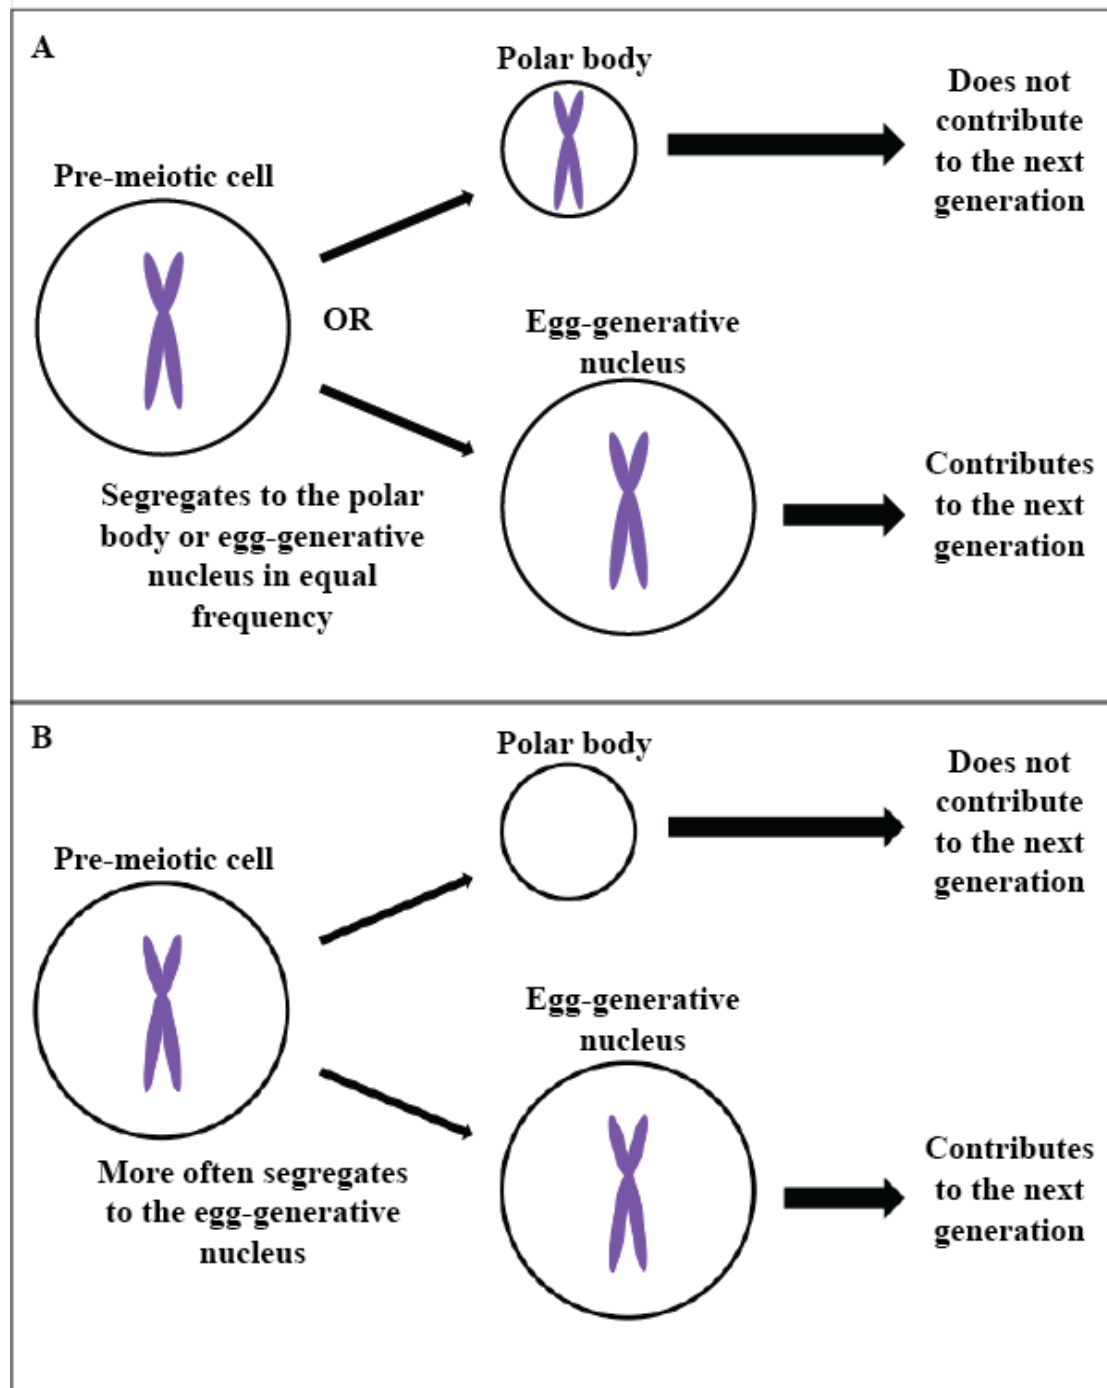 A
Polar body
Does not
contribute
to the next
generation
Pre-meiotic cell
OR
Egg-generative
nucleus
Contributes
to the next
generation
Segregates to the polar
body or egg-generative
nucleus in equal
frequency
B
Polar body
Does not
contribute
to the next
generation
Pre-meiotic cell
Egg-generative
nucleus
Contributes
to the next
generation
More often segregates
to the egg-generative
nucleus